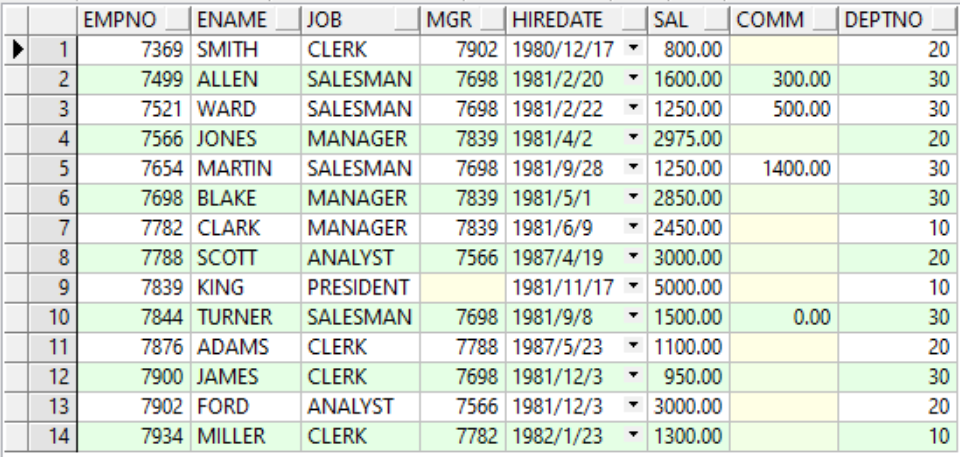 EMPNO ENAME JOB MGR HIREDATE SAL COMM DEPTNO
1 7369 SMITH CLERK 7902 1980/12/17 800.00 20
2 7499 ALLEN SALESMAN 7698 1981/2/20 1600.00 300.00 30
3 7521 WARD SALESMAN 7698 1981/2/22 1250.00 500.00 30
4 7566 JONES MANAGER 7839 1981/4/2 2975.00 20
5 7654 MARTIN SALESMAN 7698 1981/9/28 1250.00 1400.00 30
6 7698 BLAKE MANAGER 7839 1981/5/1 2850.00 30
7 7782 CLARK MANAGER 7839 1981/6/9 2450.00 10
8 7788 SCOTT ANALYST 7566 1987/4/19 3000.00 20
9 7839 KING PRESIDENT 1981/11/17 5000.00 10
10 7844 TURNER SALESMAN 7698 1981/9/8 1500.00 0.00 30
11 7876 ADAMS CLERK 7788 1987/5/23 1100.00 20
12 7900 JAMES CLERK 7698 1981/12/3 950.00 30
13 7902 FORD ANALYST 7566 1981/12/3 3000.00 20
14 7934 MILLER CLERK 7782 1982/1/23 1300.00 10